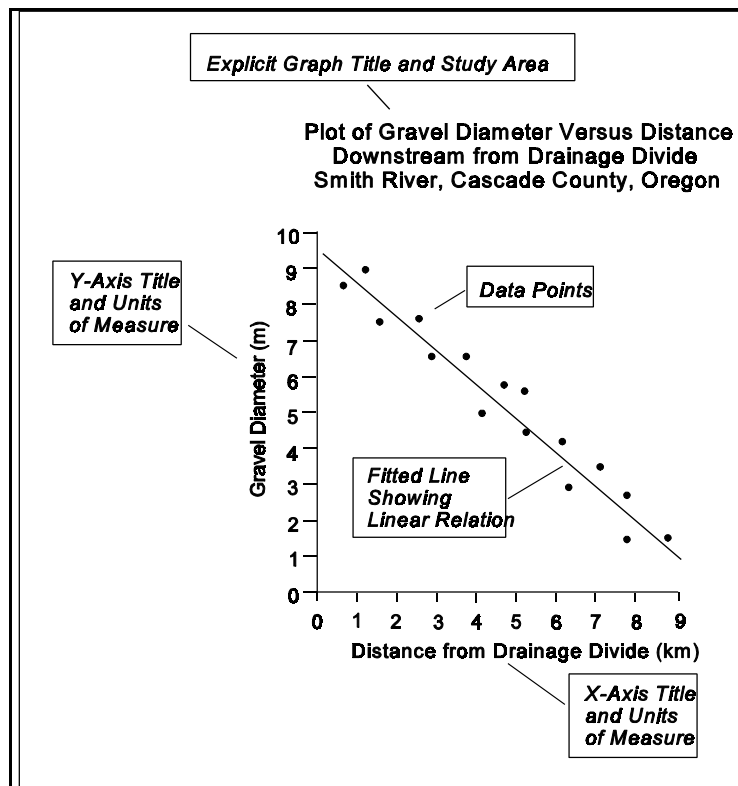 Explicit Graph Title and Study Area
Plot of Gravel Diameter Versus Distance
Downstream from Drainage Divide
Smith River, Cascade County, Oregon
Y-Axis Title
and Units
of Measure
Data Points
Gravel Diameter (m)
10
9
8
7
6
5
4
3
2
1
0
Fitted Line
Showing
Linear Relation
0 1 2 3 4 5 6 7 8 9
Distance from Drainage Divide (km)
X-Axis Title
and Units
of Measure